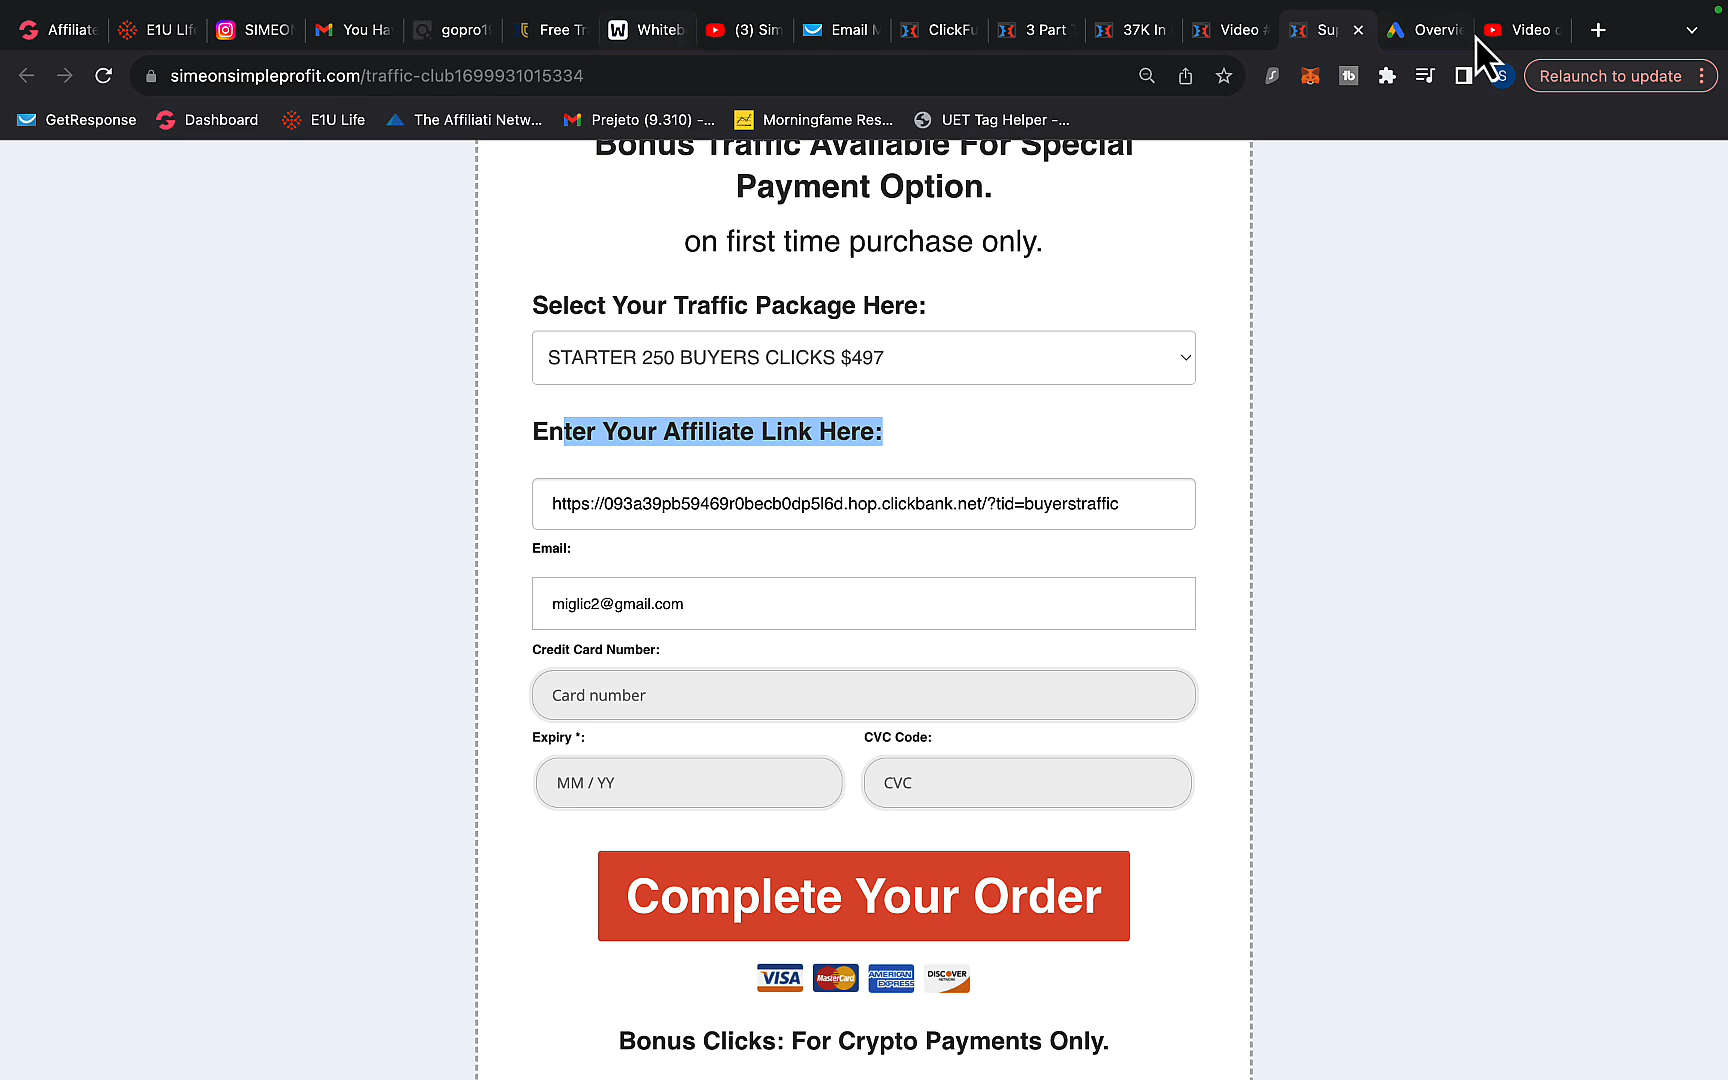 Affiliate
E1U LIf
SIMEO
You Ha
gopro1
Free Tr
Whiteb
(3) Sim
Email M
ClickFu
3 Part
37K In
Video #
Sup
Overvie
Video c
simeonsimpleprofit.com/traffic-club1699931015334
Relaunch to update
GetResponse
Dashboard
E1U Life
The Affiliati Netw...
Prejeto (9.310) -...
Morningfame Res...
UET Tag Helper -...
Bonus Traffic Available For Special
Payment Option.
on first time purchase only.
Select Your Traffic Package Here:
STARTER 250 BUYERS CLICKS $497
Enter Your Affiliate Link Here:
https://093a39pb59469r0becb0dp5l6d.hop.clickbank.net/?tid=buyerstraffic
Email:
miglic2@gmail.com
Credit Card Number:
Card number
Expiry *:
CVC Code:
MM / YY
CVC
Complete Your Order
VISA
MasterCard
AMERICAN EXPRESS
DISCOVER
NETWORK
Bonus Clicks: For Crypto Payments Only.